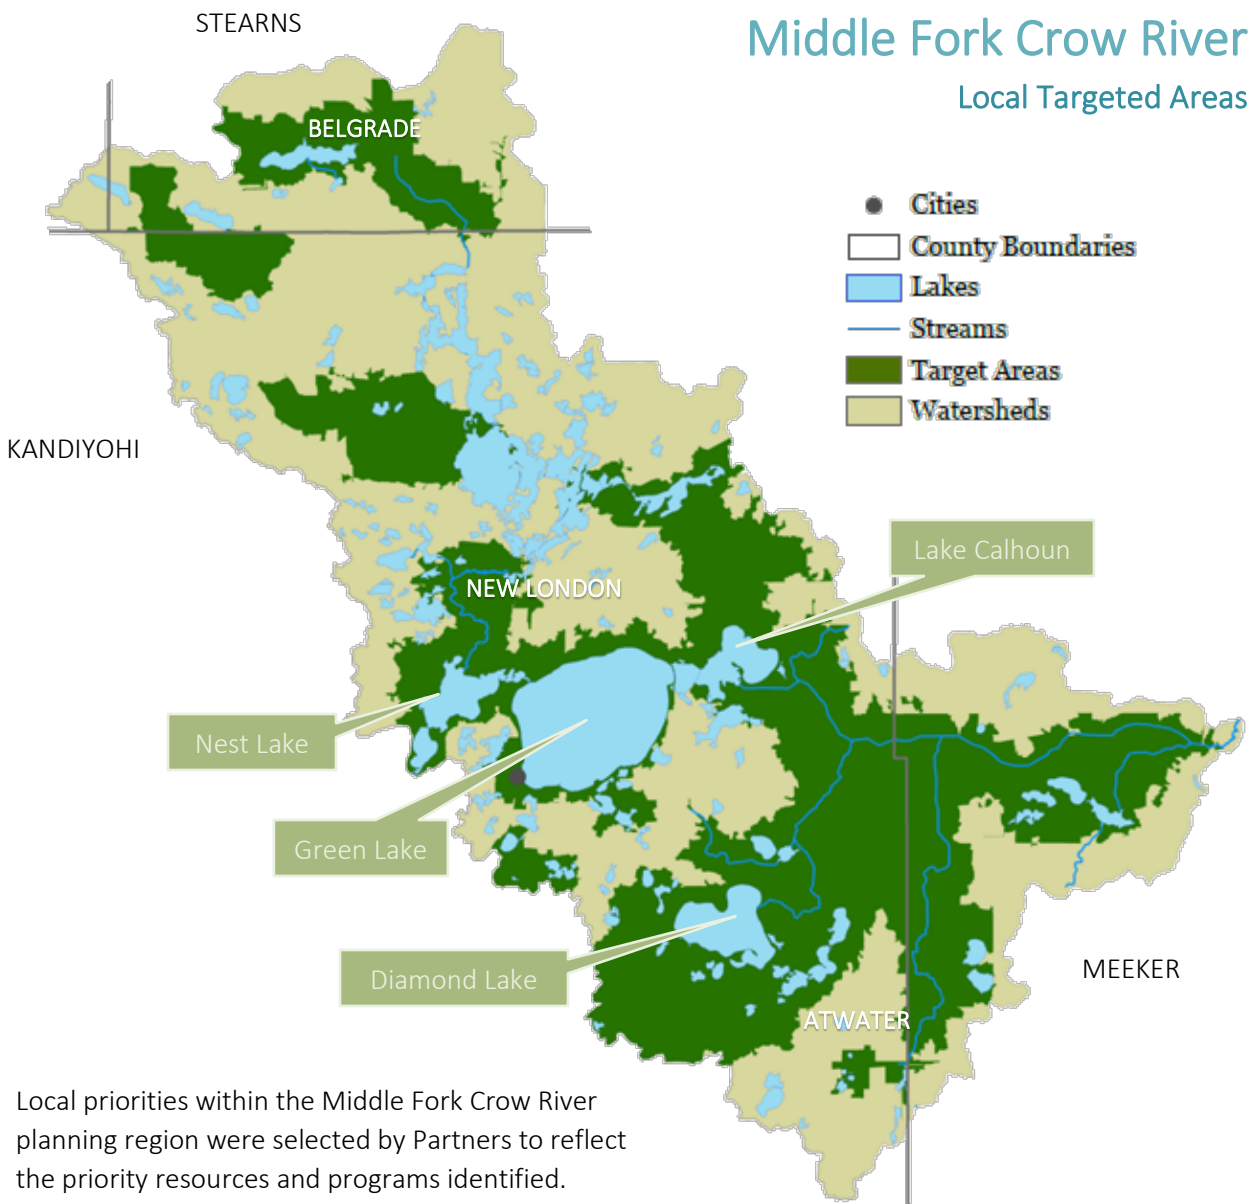 STEARNS
Middle Fork Crow River
Local Targeted Areas
BELGRADE
Cities
County Boundaries
Lakes
Streams
Target Areas
Watersheds
KANDIYOHI
Lake Calhoun
NEW LONDON
Nest Lake
Green Lake
Diamond Lake
MEEKER
ATWATER
Local priorities within the Middle Fork Crow River
planning region were selected by Partners to reflect
the priority resources and programs identified.